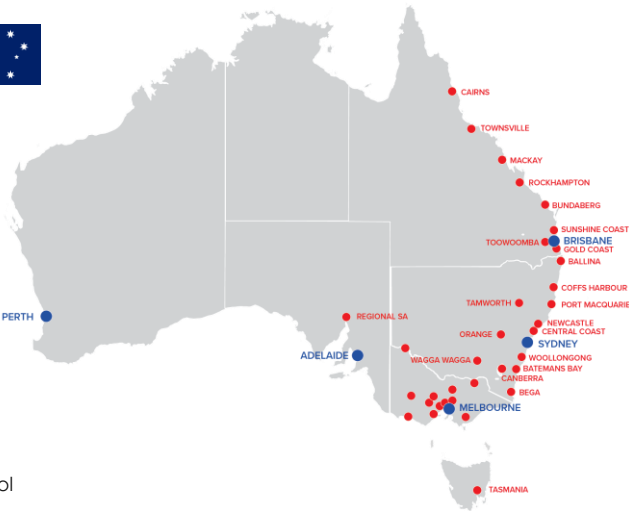 CAIRNS
TOWNSVILLE
MACKAY
ROCKHAMPTON
BUNDABERG
SUNSHINE COAST
TOOWOOMBA
BRISBANE
GOLD COAST
BALLINA
COFFS HARBOUR
TAMWORTH
PORT MACQUARIE
PERTH
REGIONAL SA
NEWCASTLE
CENTRAL COAST
ORANGE
SYDNEY
ADELAIDE
WAGGA WAGGA
WOOLLONGONG
BATEMANS BAY
CANBERRA
BEGA
MELBOURNE
ol
TASMANIA